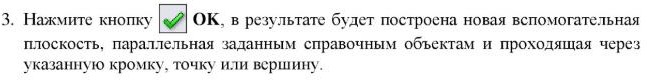 3. Нажмите кнопку OK, в результате будет построена новая вспомогательная
плоскость, параллельная заданным справочным объектам и проходящая через
указанную кромку, точку или вершину.